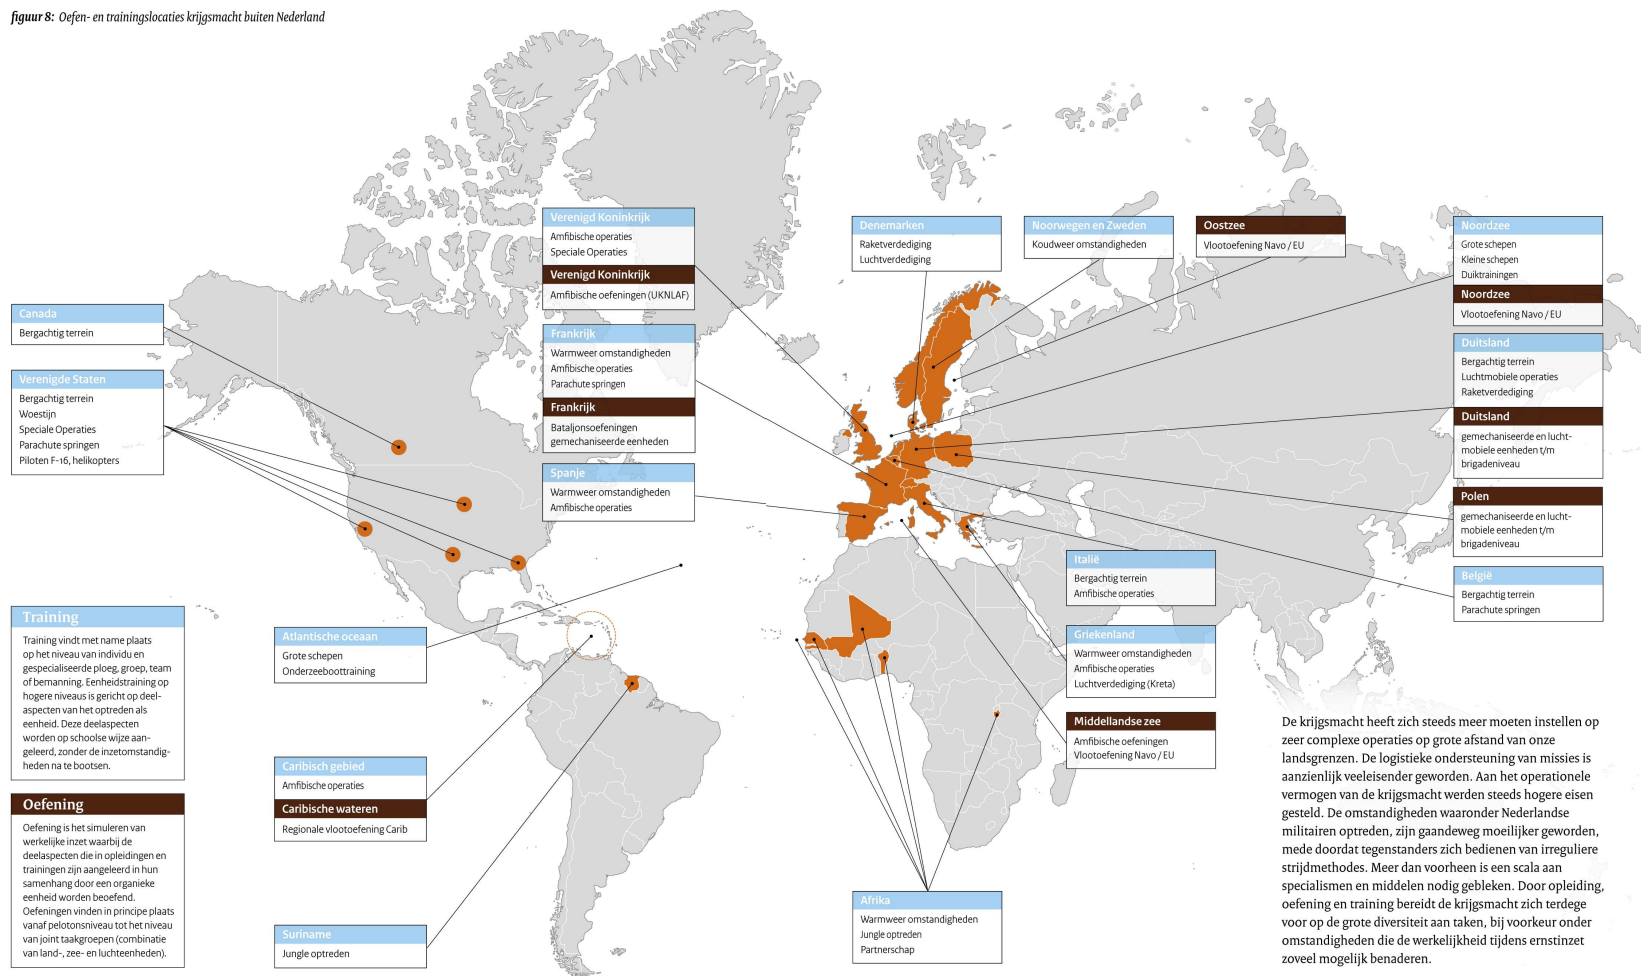 figuur 8: Oefen- en trainingslocaties krijgsmacht buiten Nederland
Canada
Bergachtig terrein
Verenigde Staten
Bergachtig terrein
Woestijn
Speciale Operaties
Parachute springen
Piloten F-16, helikopters
Training
Training vindt met name plaats
op het niveau van individu en
gespecialiseerde ploeg, groep, team
of bemanning. Eenheidstraining op
hogere niveaus is gericht op deel-
aspecten van het optreden als
eenheid. Deze deelaspecten
worden op schoolse wijze aan-
geleerd, zonder de inzetomstandig-
heden na te bootsen.
Oefening
Oefening is het simuleren van
werkelijke inzet waarbij de
deelaspecten die in opleidingen en
trainingen zijn aangeleerd in hun
samenhang door een organieke
eenheid worden beoefend.
Oefeningen vinden in principe plaats
vanaf pelotonsniveau tot het niveau
van joint taakgroepen (combinatie
van land-, zee- en luchteenheden).
Atlantische oceaan
Grote schepen
Onderzeeboottraining
Caribisch gebied
Amfibische operaties
Caribische wateren
Regionale vlootoefening Carib
Suriname
Jungle optreden
Verenigd Koninkrijk
Amfibische operaties
Speciale Operaties
Verenigd Koninkrijk
Amfibische oefeningen (UKNLAF)
Frankrijk
Warmweer omstandigheden
Amfibische operaties
Parachute springen
Frankrijk
Bataljonsoefeningen
gemechaniseerde eenheden
Spanje
Warmweer omstandigheden
Amfibische operaties
Denemarken
Raketverdediging
Luchtverdediging
Noorwegen en Zweden
Koudweer omstandigheden
Oostzee
Vlootoefening Navo / EU
Noordzee
Grote schepen
Kleine schepen
Duiktrainingen
Noordzee
Vlootoefening Navo / EU
Duitsland
Bergachtig terrein
Luchtmobiele operaties
Raketverdediging
Duitsland
gemechaniseerde en lucht-
mobiele eenheden t/m
brigadeniveau
Polen
gemechaniseerde en lucht-
mobiele eenheden t/m
brigadeniveau
België
Bergachtig terrein
Parachute springen
Italië
Bergachtig terrein
Amfibische operaties
Griekenland
Warmweer omstandigheden
Amfibische operaties
Luchtverdediging (Kreta)
Middellandse zee
Amfibische oefeningen
Vlootoefening Navo / EU
Afrika
Warmweer omstandigheden
Jungle optreden
Partnerschap
De krijgsmacht heeft zich steeds meer moeten instellen op
zeer complexe operaties op grote afstand van onze
landsgrenzen. De logistieke ondersteuning van missies is
aanzienlijk veeleisender geworden. Aan het operationele
vermogen van de krijgsmacht werden steeds hogere eisen
gesteld. De omstandigheden waaronder Nederlandse
militairen optreden, zijn gaandeweg moeilijker geworden,
mede doordat tegenstanders zich bedienen van irreguliere
strijdmethodes. Meer dan voorheen is een scala aan
specialismen en middelen nodig gebleken. Door opleiding,
oefening en training bereidt de krijgsmacht zich terdege
voor op de grote diversiteit aan taken, bij voorkeur onder
omstandigheden die de werkelijkheid tijdens ernstinzet
zoveel mogelijk benaderen.